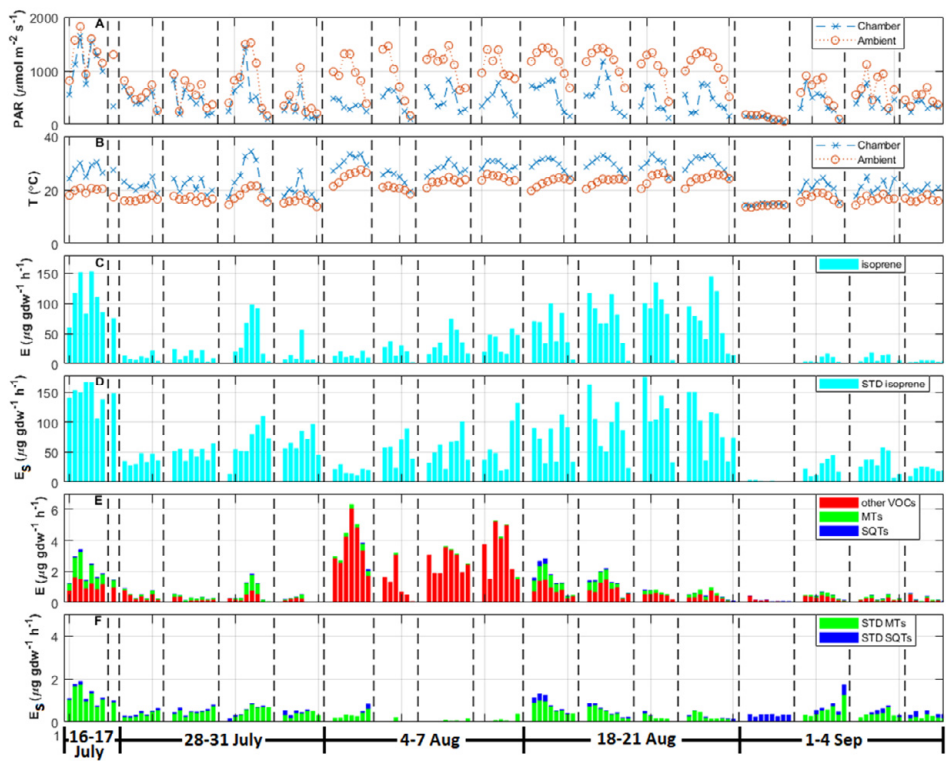 A
2000
1000
0
PAR (μmol m⁻² s⁻¹)
Chamber
Ambient
B
40
20
0
T (°C)
Chamber
Ambient
C
150
100
50
0
E (μg gdw⁻¹ h⁻¹)
isoprene
D
150
100
50
0
E_S (μg gdw⁻¹ h⁻¹)
STD isoprene
E
6
4
2
0
E (μg gdw⁻¹ h⁻¹)
other VOCs
MTs
SQTs
F
4
2
0
E_S (μg gdw⁻¹ h⁻¹)
STD MTs
STD SQTs
1
16-17
July
28-31 July
4-7 Aug
18-21 Aug
1-4 Sep